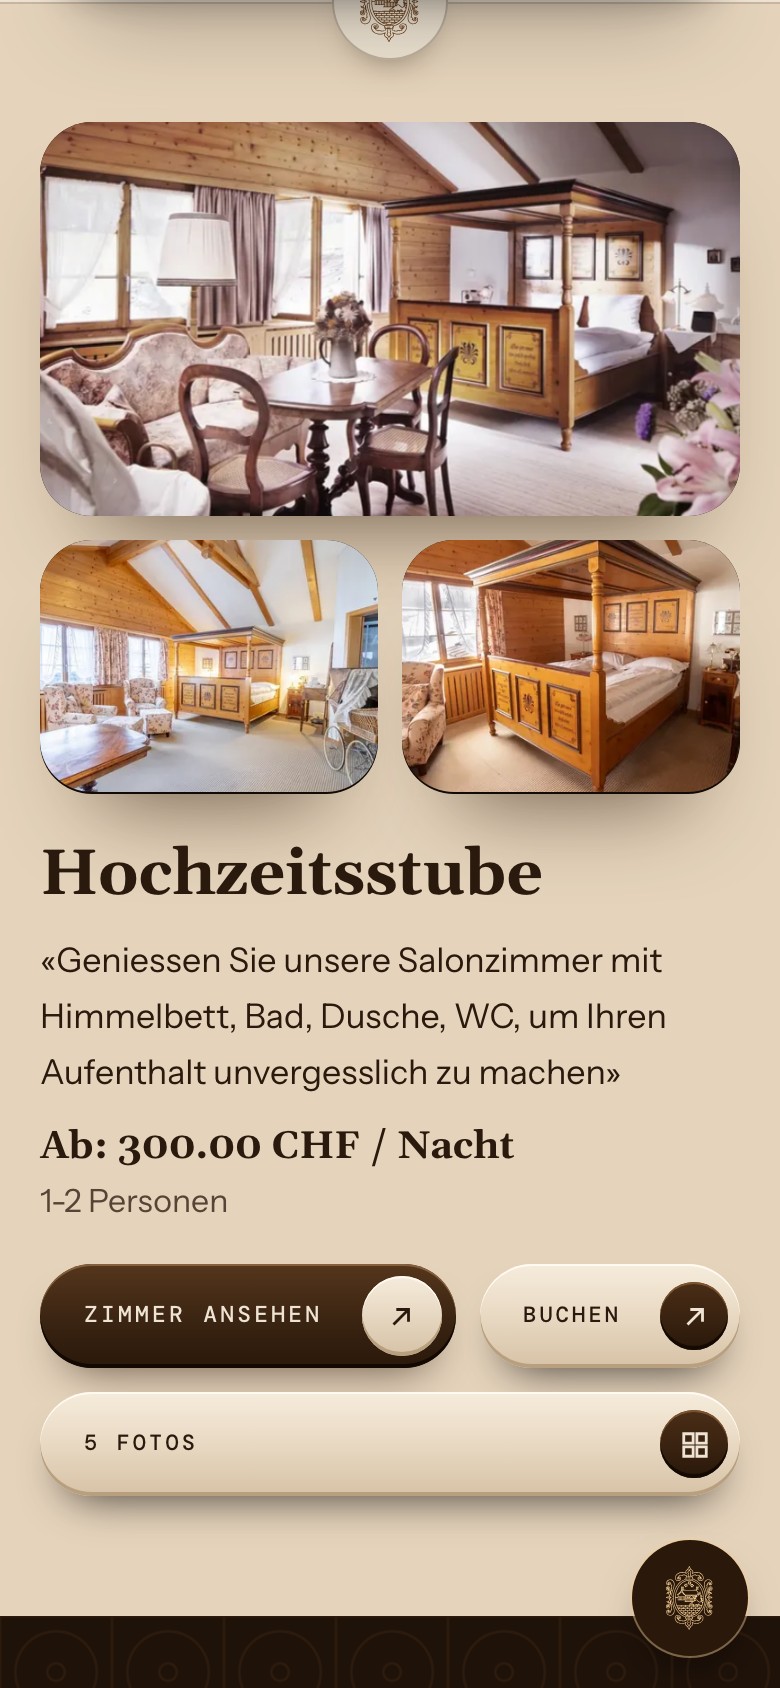 Hochzeitsstube
«Geniessen Sie unsere Salonzimmer mit
Himmelbett, Bad, Dusche, WC, um Ihren
Aufenthalt unvergesslich zu machen»
Ab: 300.00 CHF / Nacht
1-2 Personen
ZIMMER ANSEHEN
BUCHEN
5 FOTOS